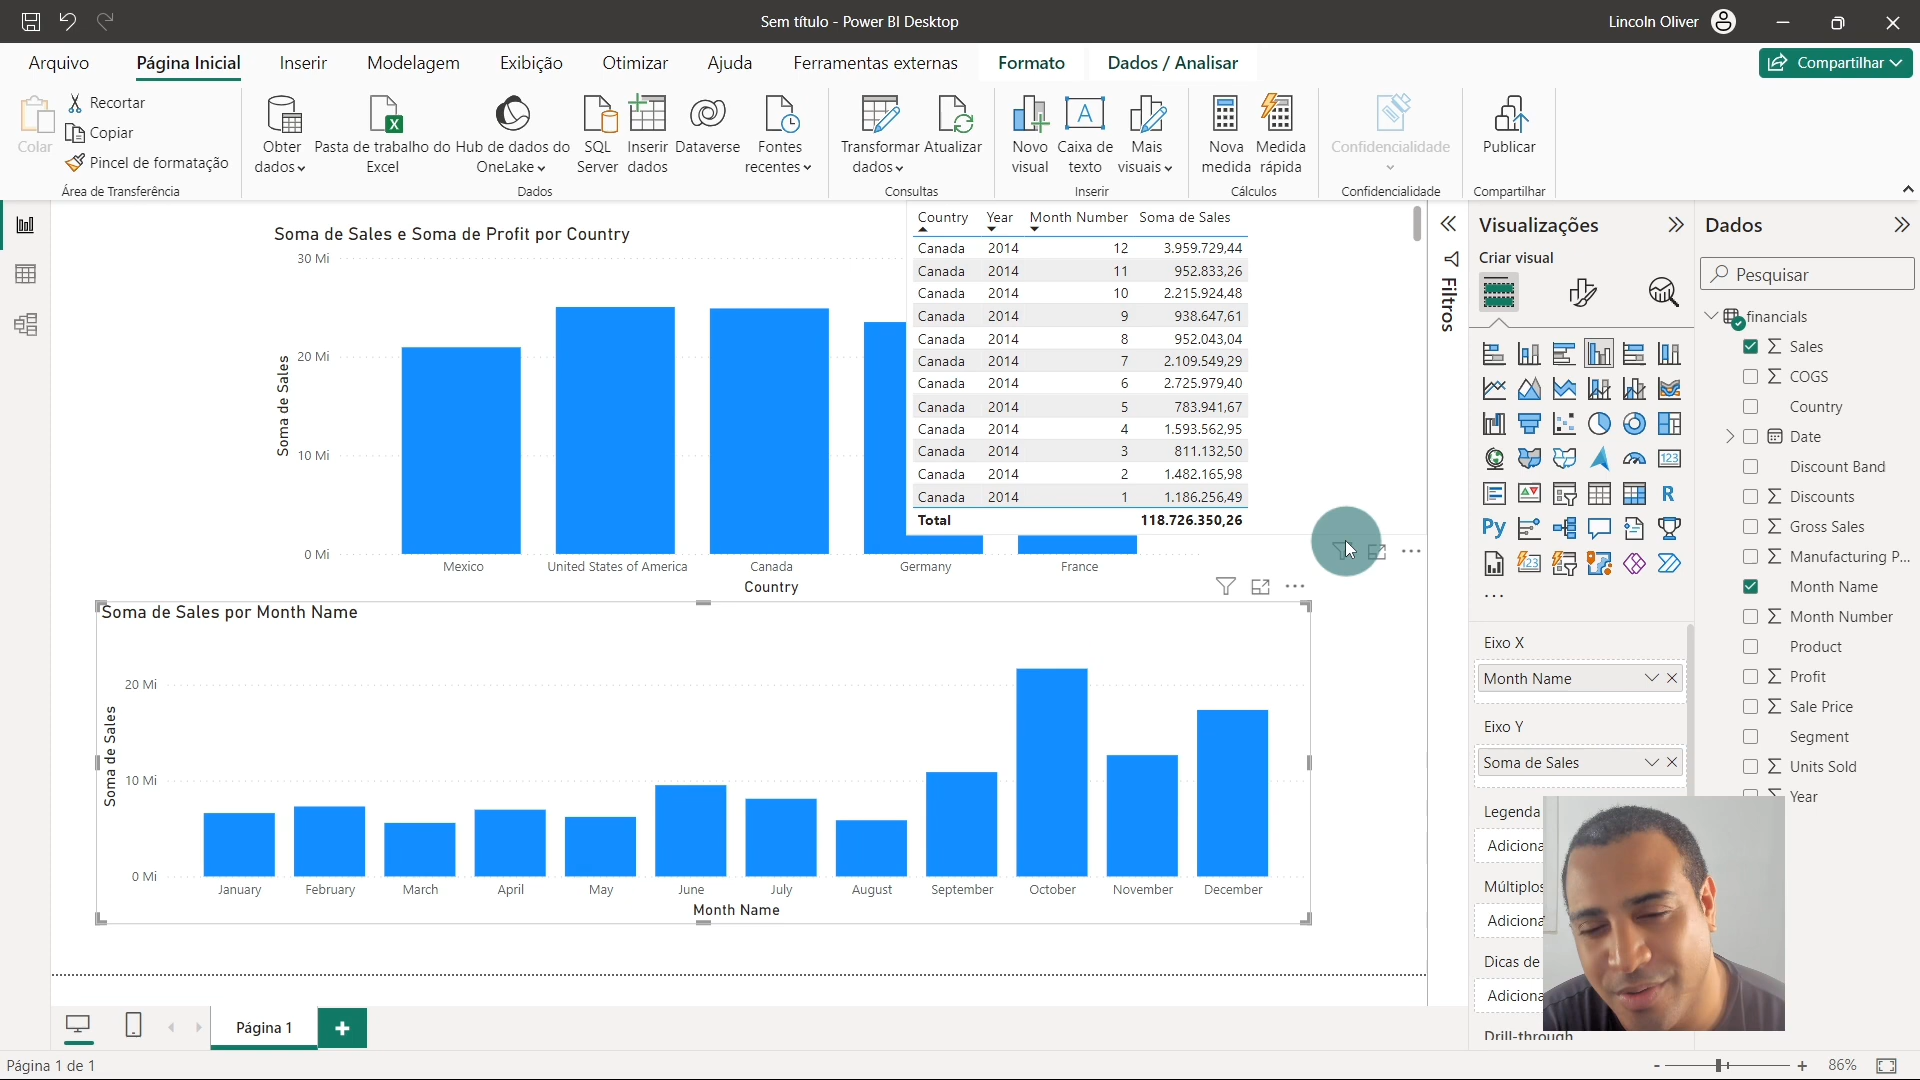 Sem título - Power BI Desktop
Lincoln Oliver
Arquivo
Página Inicial
Inserir
Modelagem
Exibição
Otimizar
Ajuda
Ferramentas externas
Formato
Dados / Analisar
Compartilhar
Colar
Recortar
Copiar
Pincel de formatação
Área de Transferência
Obter
dados
Pasta de trabalho do
Excel
Hub de dados do
OneLake
SQL
Server
Inserir
dados
Dataverse
Fontes
recentes
Dados
Transformar
dados
Atualizar
Consultas
Novo
visual
Caixa de
texto
Mais
visuais
Inserir
Nova
medida
Medida
rápida
Cálculos
Confidencialidade
Confidencialidade
Publicar
Compartilhar
Soma de Sales e Soma de Profit por Country
30 Mi
20 Mi
10 Mi
0 Mi
Soma de Sales
Mexico
United States of America
Canada
Germany
France
Country
Country Year Month Number Soma de Sales
Canada 2014 12 3.959.729,44
Canada 2014 11 952.833,26
Canada 2014 10 2.215.924,48
Canada 2014 9 938.647,61
Canada 2014 8 952.043,04
Canada 2014 7 2.109.549,29
Canada 2014 6 2.725.979,40
Canada 2014 5 783.941,67
Canada 2014 4 1.593.562,95
Canada 2014 3 811.132,50
Canada 2014 2 1.482.165,98
Canada 2014 1 1.186.256,49
Total 118.726.350,26
Soma de Sales por Month Name
20 Mi
10 Mi
0 Mi
Soma de Sales
January
February
March
April
May
June
July
August
September
October
November
December
Month Name
Filtros
Visualizações
Criar visual
123
R
Py
123
Eixo X
Month Name
Eixo Y
Soma de Sales
Legenda
Adiciona
Múltiplos
Adiciona
Dicas de
Adiciona
Drill-through
Dados
Pesquisar
financials
Sales
COGS
Country
Date
Discount Band
Discounts
Gross Sales
Manufacturing P...
Month Name
Month Number
Product
Profit
Sale Price
Segment
Units Sold
Year
Página 1
Página 1 de 1
86%